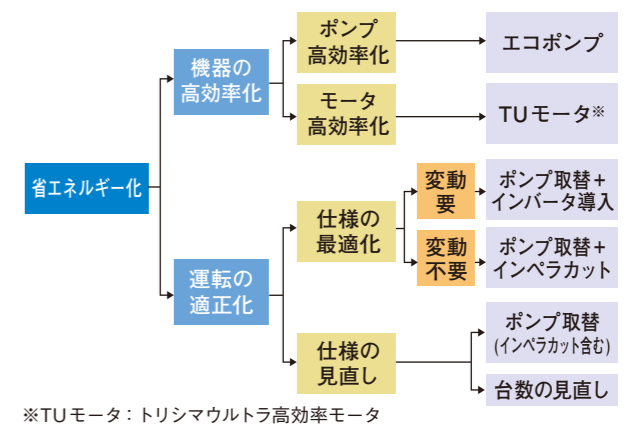 省エネルギー化
機器の
高効率化
ポンプ
高効率化
エコポンプ
モータ
高効率化
TUモータ※
運転の
適正化
仕様の
最適化
変動
要
ポンプ取替+
インバータ導入
変動
不要
ポンプ取替+
インペラカット
仕様の
見直し
ポンプ取替
(インペラカット含む)
台数の見直し
※TUモータ：トリシマウルトラ高効率モータ